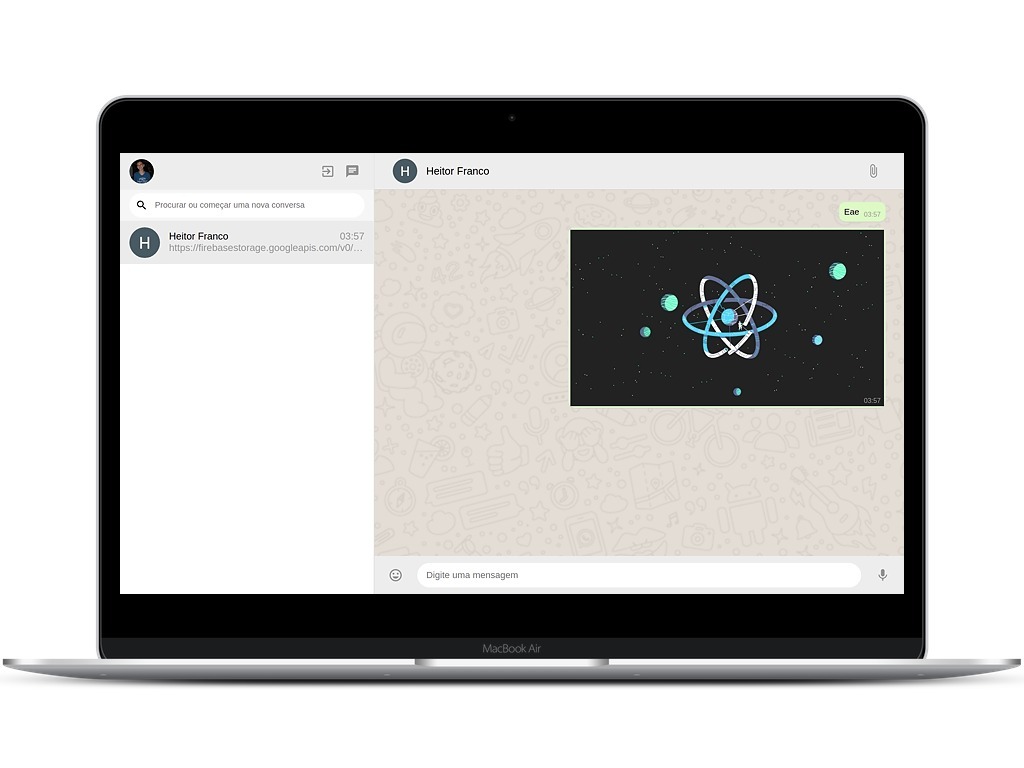 Procurar ou começar uma nova conversa
H
Heitor Franco
03:57
https://firebasestorage.googleapis.com/v0/...
H
Heitor Franco
Eae
03:57
03:57
Digite uma mensagem
MacBook Air